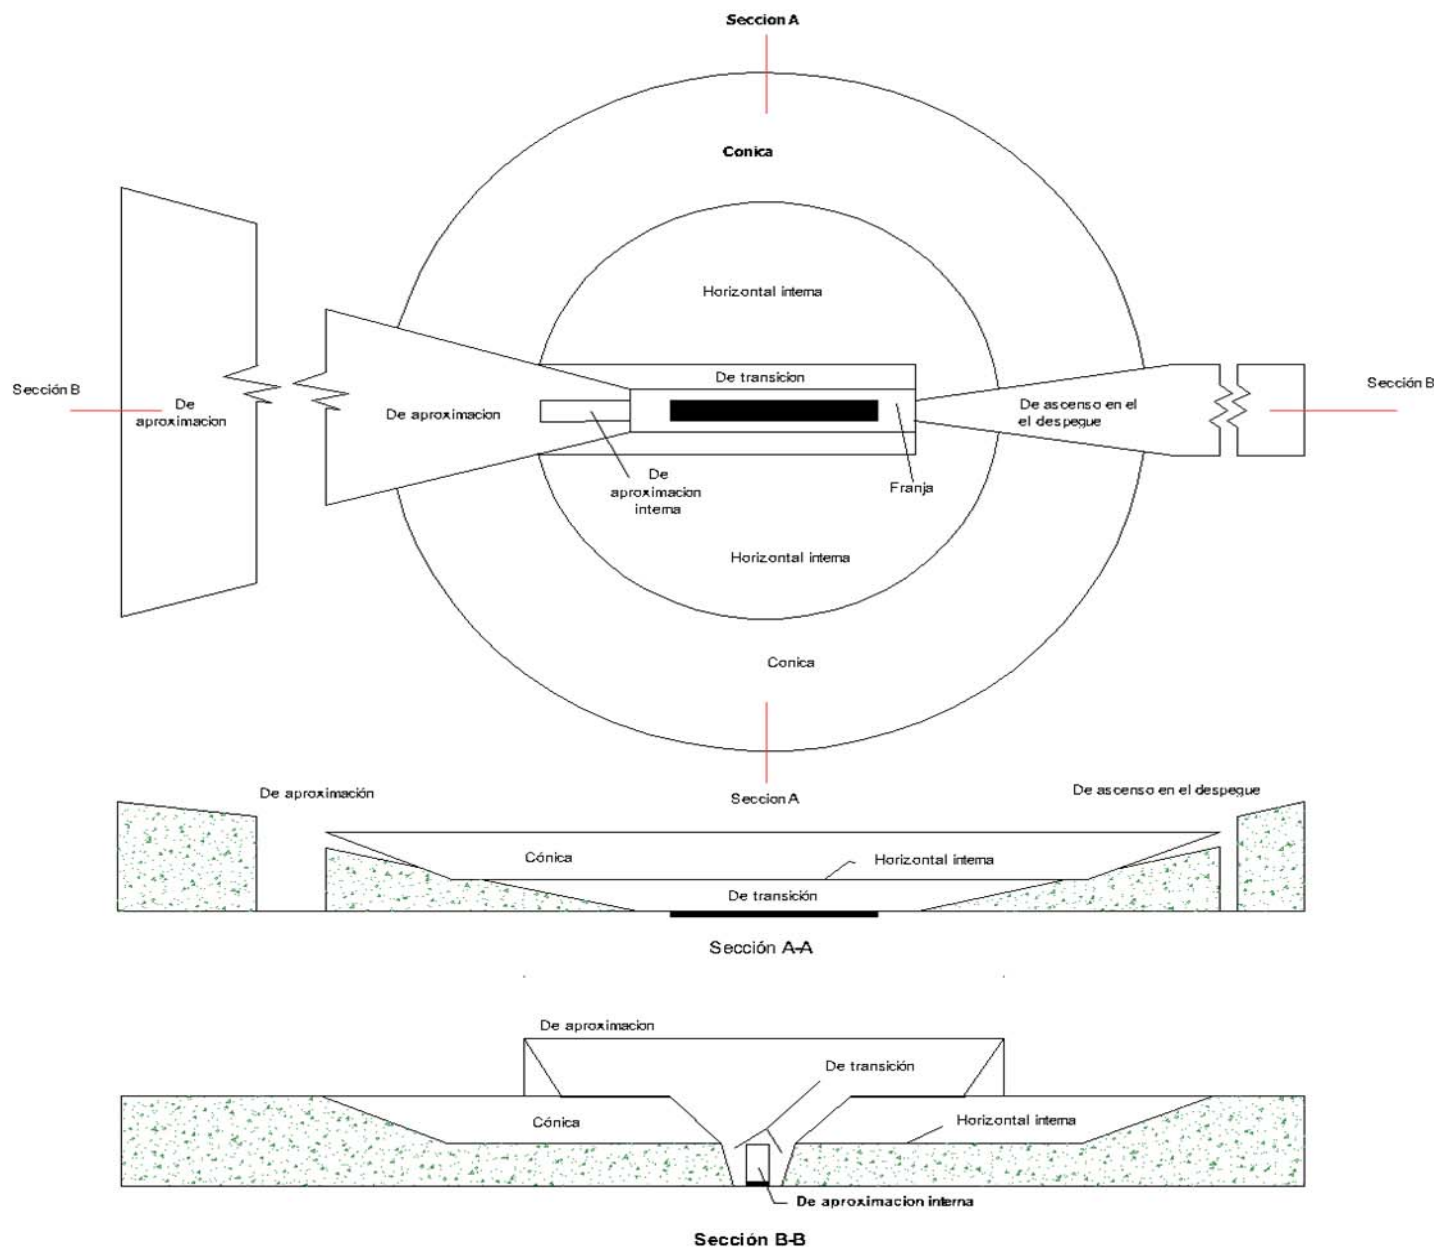 Seccion A
Conica
Horizontal interna
De transicion
Sección B
Sección B
De
aproximacion
De aproximacion
De ascenso en el
el despegue
De
aproximacion
interna
Franja
Horizontal interna
Conica
Seccion A
De aproximación
De ascenso en el despegue
Cónica
Horizontal interna
De transición
Sección A-A
De aproximacion
De transición
Cónica
Horizontal interna
De aproximacion interna
Sección B-B